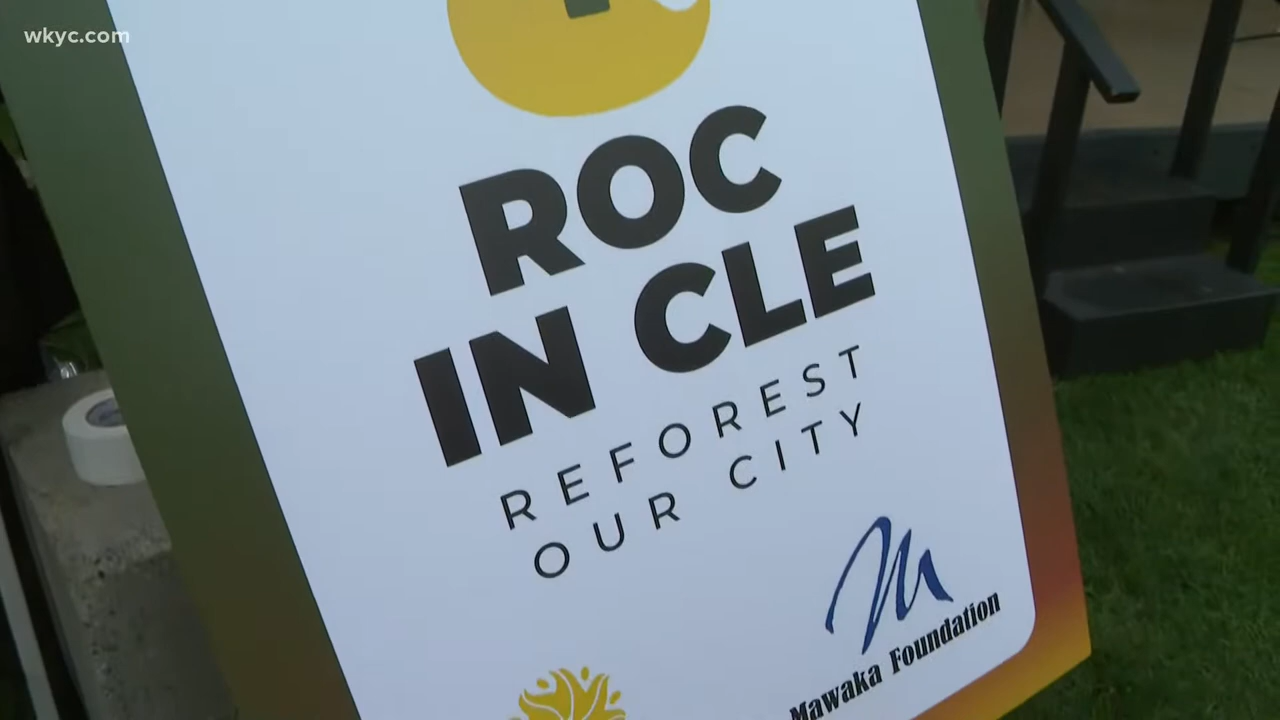 wkyc.com
ROC
IN CLE
REFOREST
OUR CITY
Mawaka Foundation